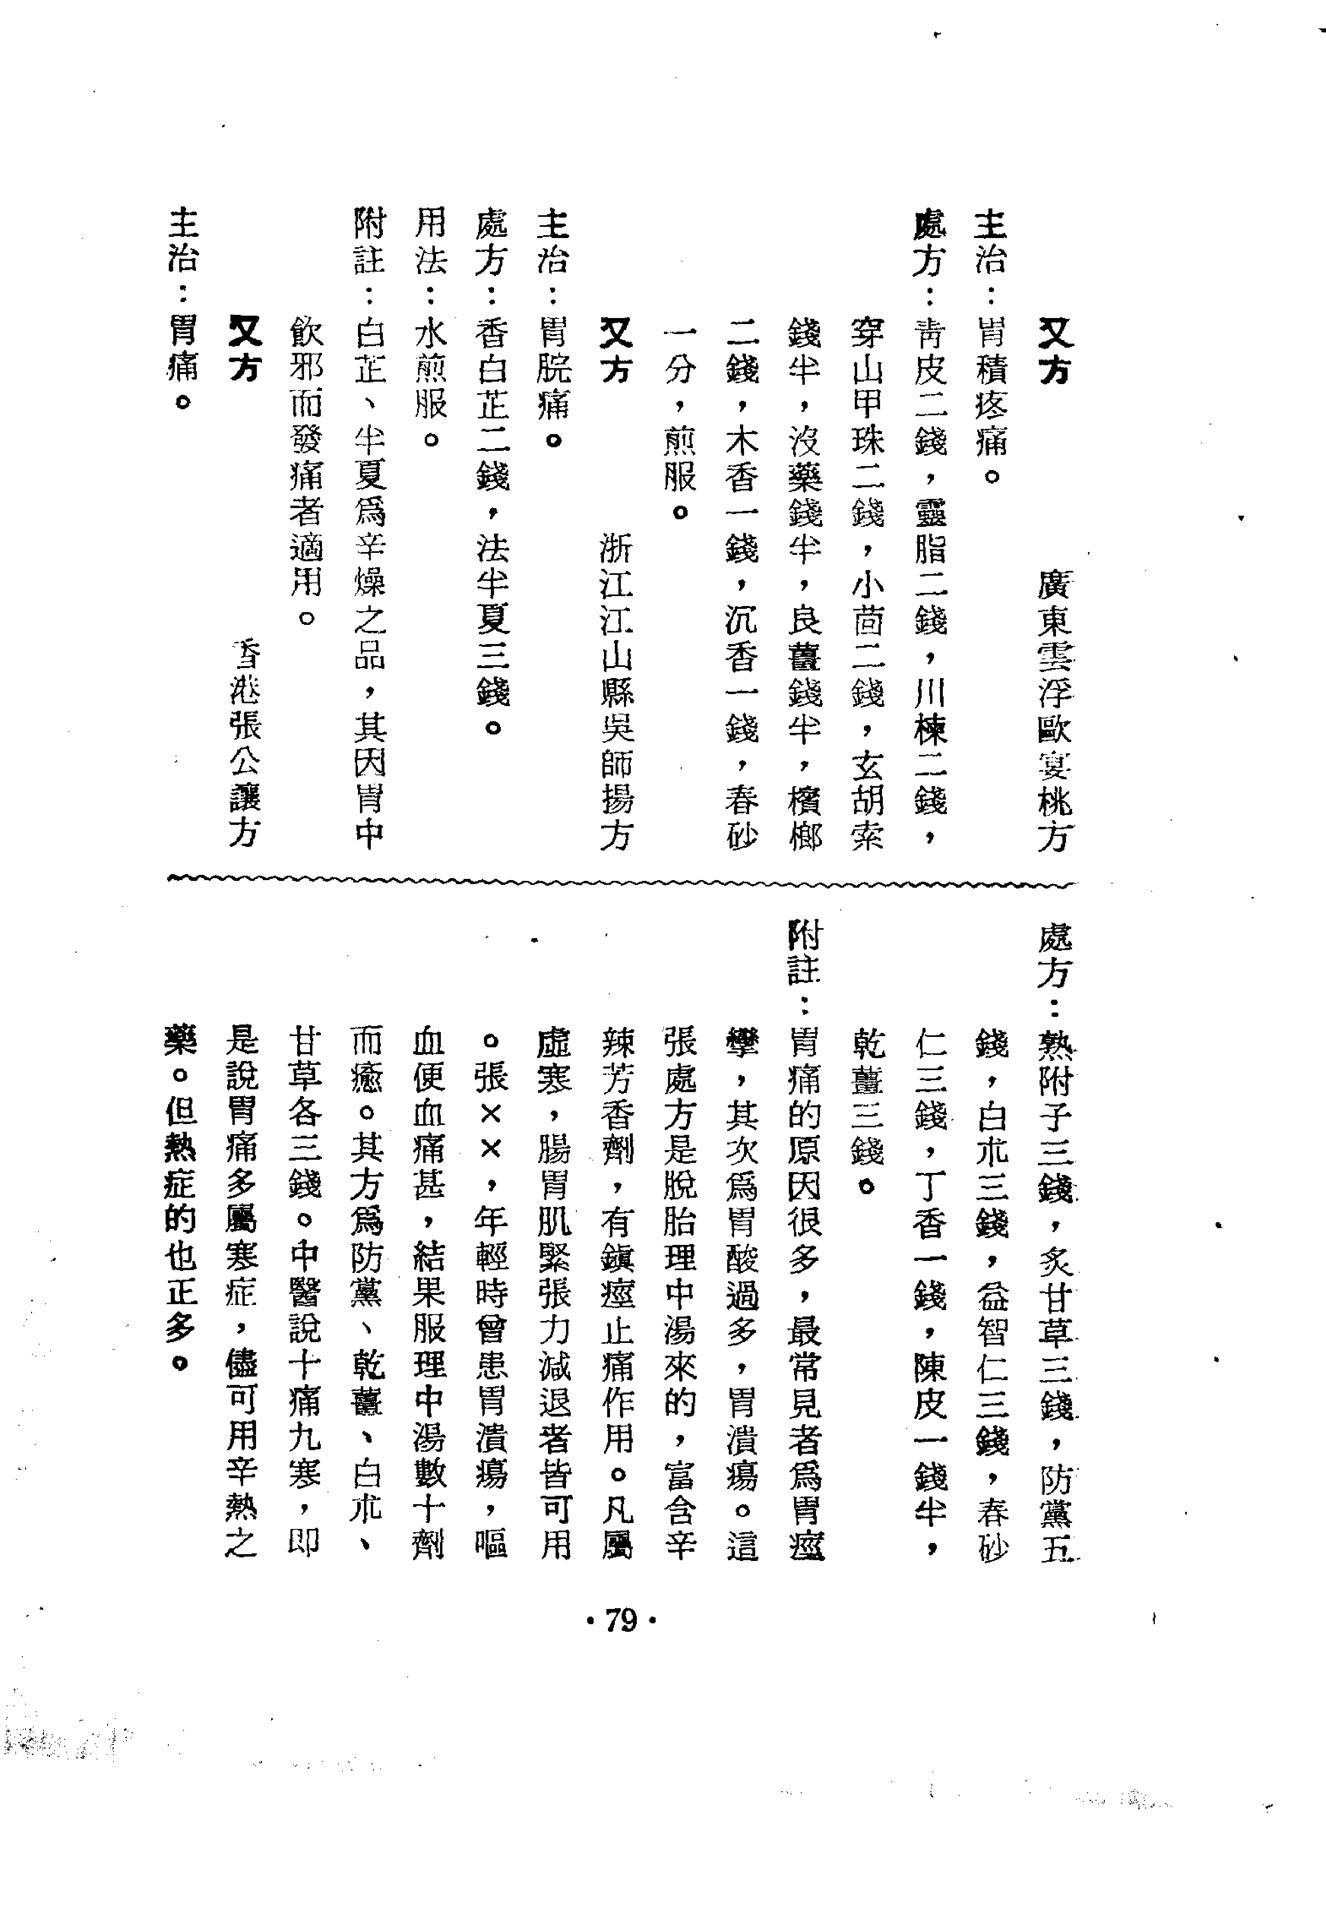 又方　廣東雲浮歐宴桃方
主治：胃積疼痛。
處方：靑皮二錢，靈脂二錢，川楝二錢，
穿山甲珠二錢，小茴二錢，玄胡索
錢半，沒藥錢半，良薑錢半，檳榔
二錢，木香一錢，沉香一錢，春砂
一分，煎服。
又方　浙江江山縣吳師揚方
主治：胃脘痛。
處方：香白芷二錢，法半夏三錢。
用法：水煎服。
附註：白芷、半夏爲辛燥之品，其因胃中
飲邪而發痛者適用。
又方　香港張公讓方
主治：胃痛。
處方：熟附子三錢，炙甘草三錢，防黨五
錢，白朮三錢，益智仁三錢，春砂
仁三錢，丁香一錢，陳皮一錢半，
乾薑三錢。
附註：胃痛的原因很多，最常見者爲胃痙
攣，其次爲胃酸過多，胃潰瘍。這
張處方是脫胎理中湯來的，富含辛
辣芳香劑，有鎭痙止痛作用。凡屬
虛寒，腸胃肌緊張力減退者皆可用
。張××，年輕時曾患胃潰瘍，嘔
血便血痛甚，結果服理中湯數十劑
而癒。其方爲防黨、乾薑、白朮、
甘草各三錢。中醫說十痛九寒，即
是說胃痛多屬寒症，儘可用辛熱之
藥。但熱症的也正多。
·79·